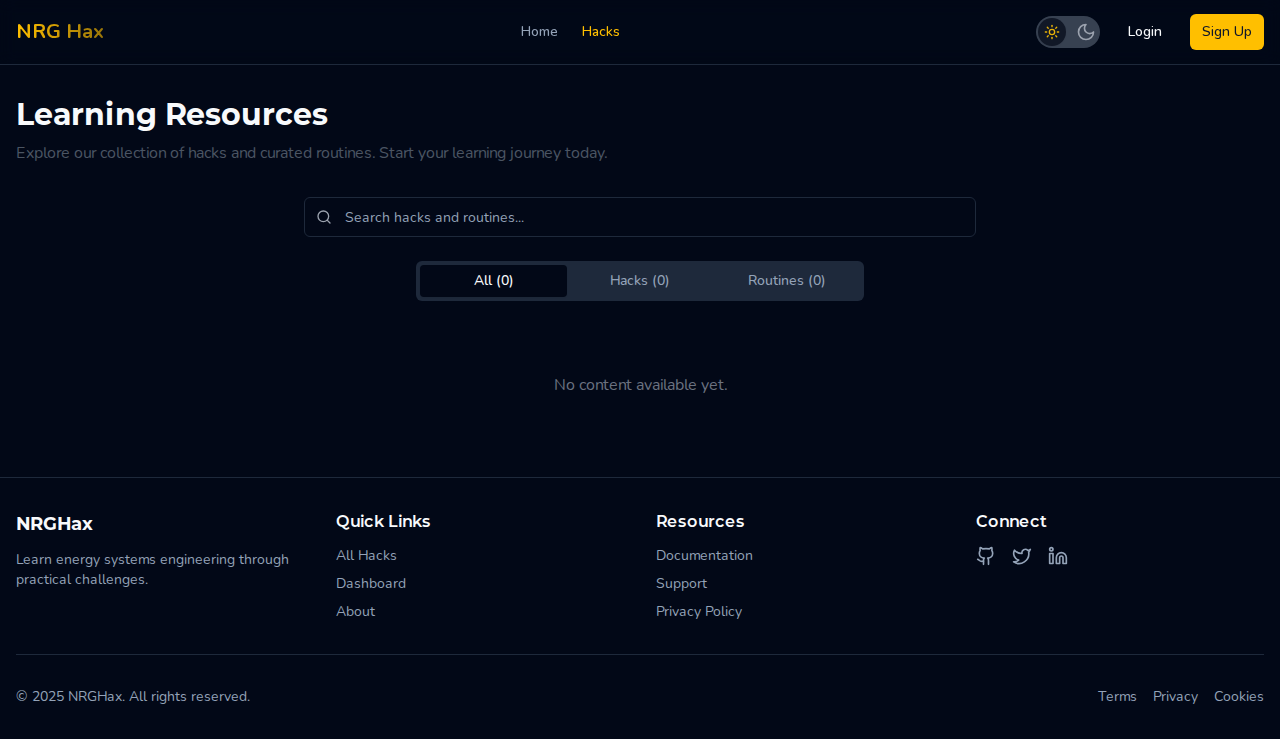 NRG Hax
Home
Hacks
Login
Sign Up
Learning Resources
Explore our collection of hacks and curated routines. Start your learning journey today.
Search hacks and routines...
All (0)
Hacks (0)
Routines (0)
No content available yet.
NRGHax
Learn energy systems engineering through
practical challenges.
Quick Links
All Hacks
Dashboard
About
Resources
Documentation
Support
Privacy Policy
Connect
© 2025 NRGHax. All rights reserved.
Terms
Privacy
Cookies